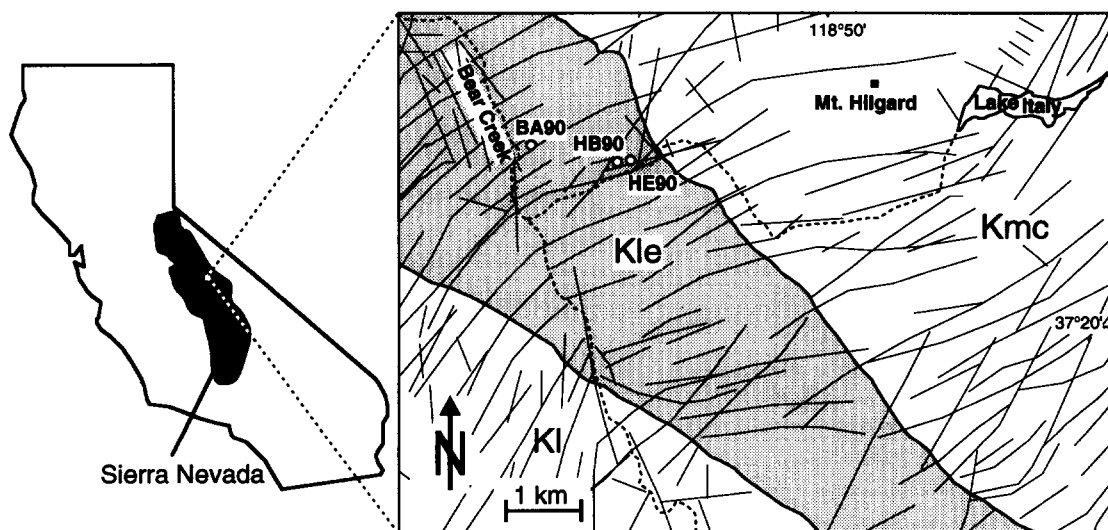 Sierra Nevada
118°50'
Bear Creek
BA90
HB90
HE90
Mt. Hilgard
Lake Italy
Kle
Kmc
37°20'
Kl
N
1 km